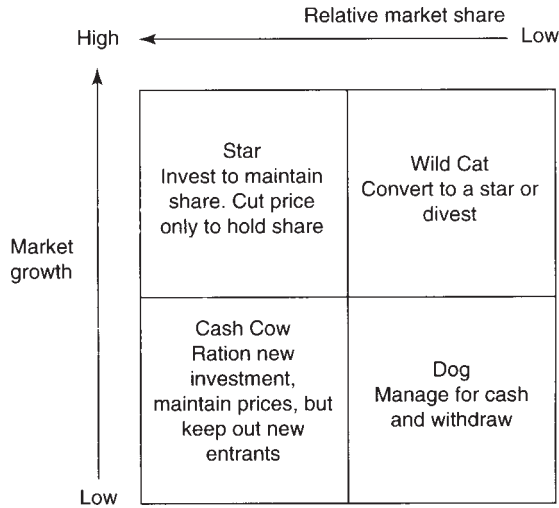 Relative market share
High
Low
Star
Invest to maintain
share. Cut price
only to hold share
Wild Cat
Convert to a star or
divest
Market
growth
Cash Cow
Ration new
investment,
maintain prices, but
keep out new
entrants
Dog
Manage for cash
and withdraw
Low